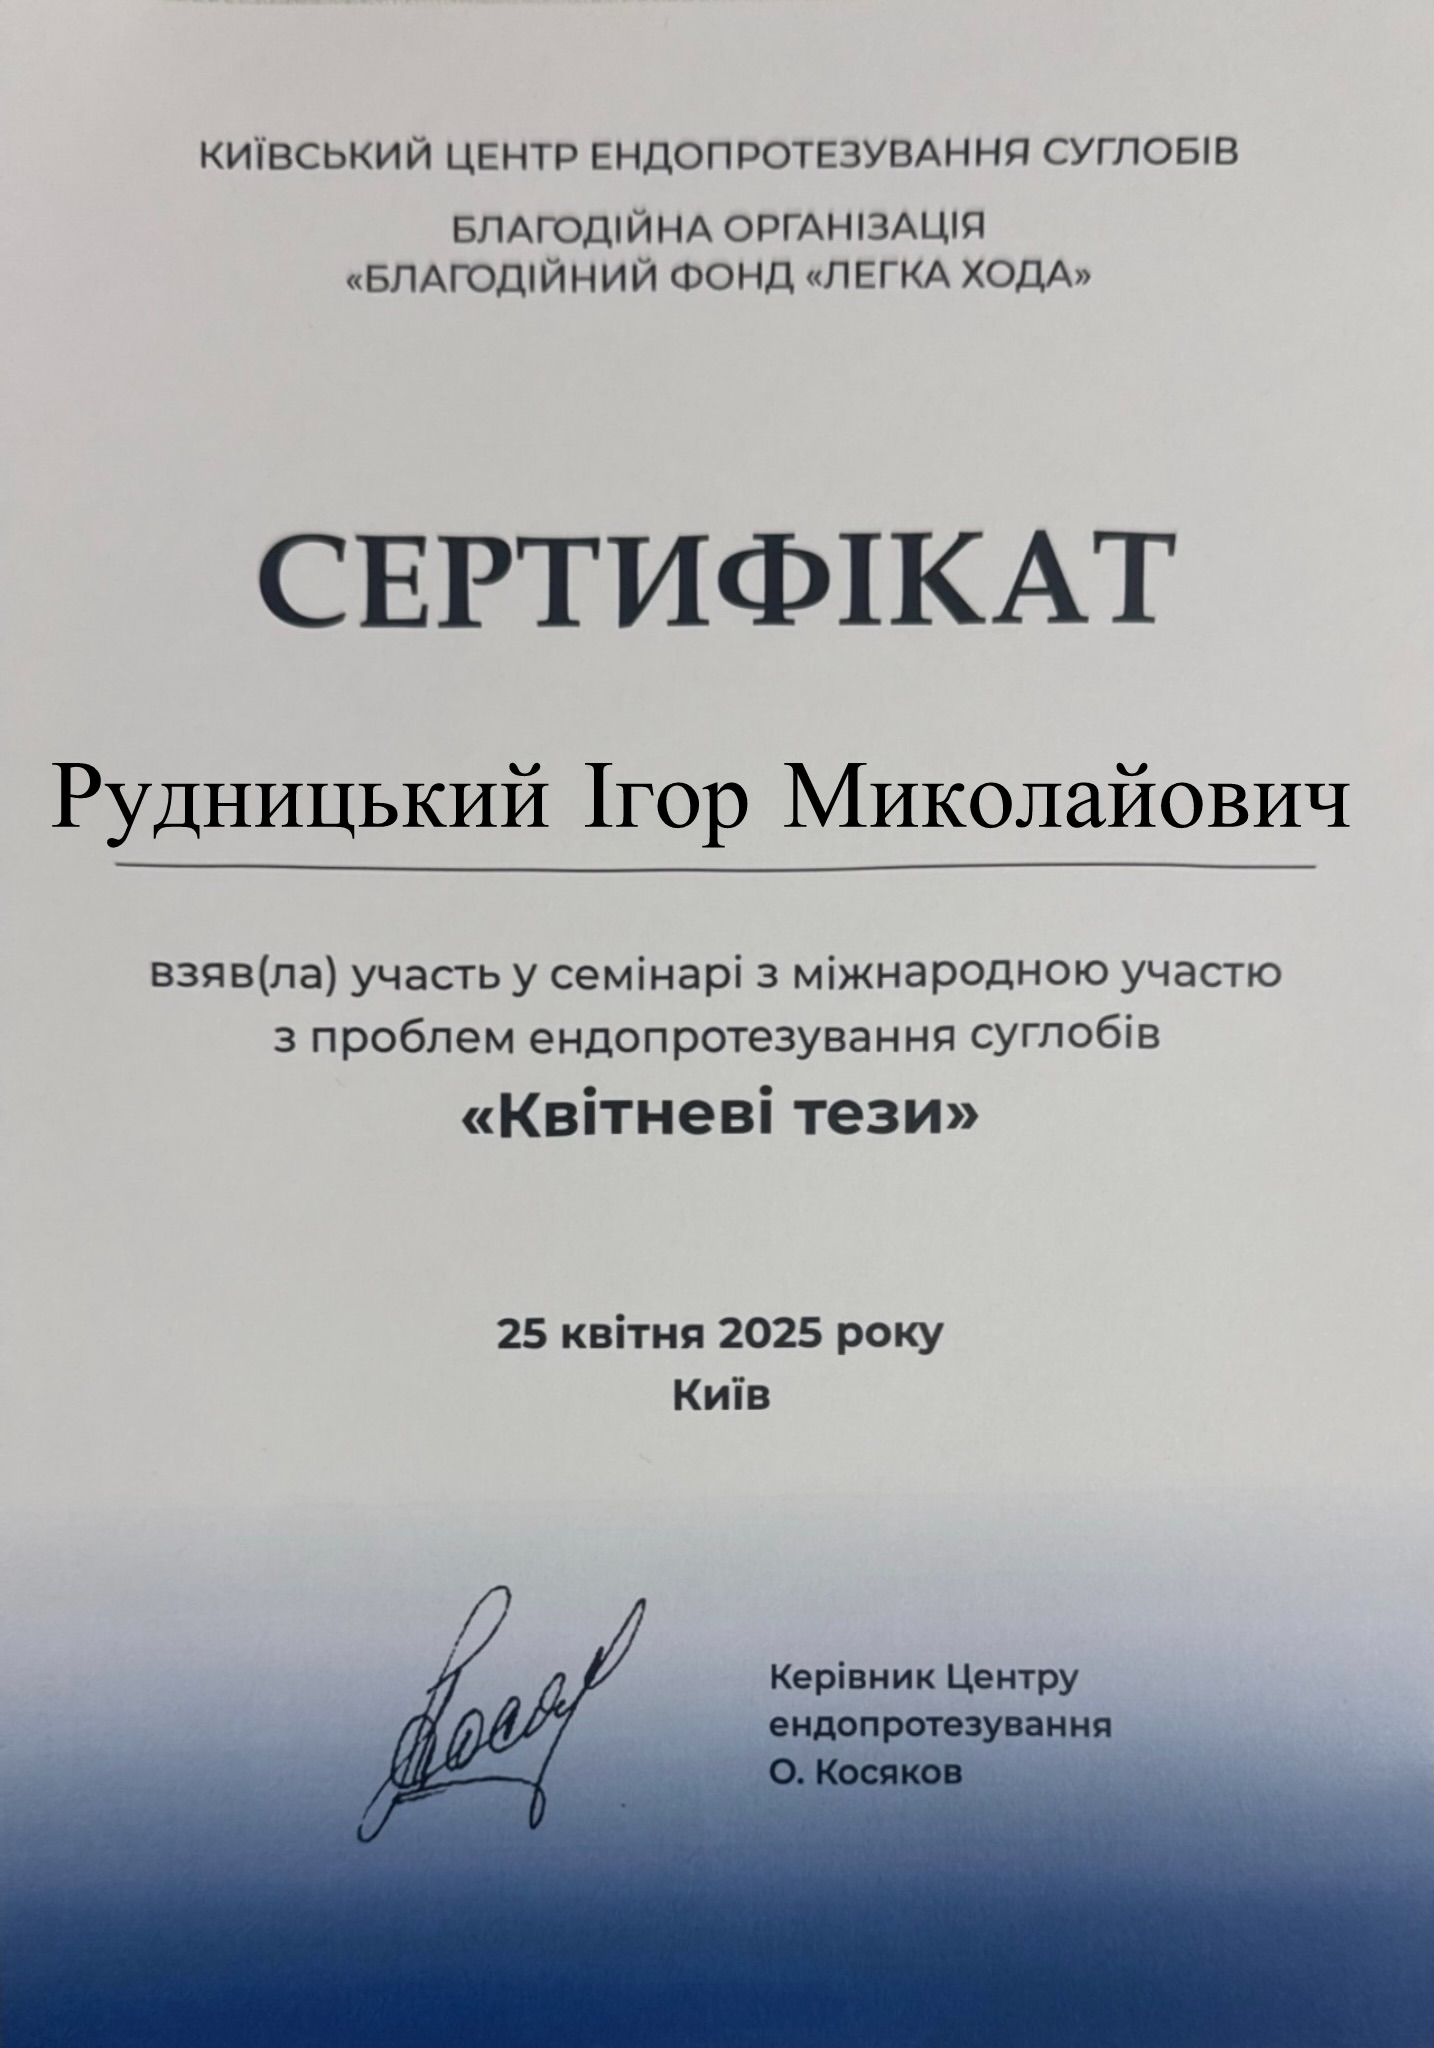 КИЇВСЬКИЙ ЦЕНТР ЕНДОПРОТЕЗУВАННЯ СУГЛОБІВ
БЛАГОДІЙНА ОРГАНІЗАЦІЯ
«БЛАГОДІЙНИЙ ФОНД «ЛЕГКА ХОДА»
СЕРТИФІКАТ
Рудницький Ігор Миколайович
взяв(ла) участь у семінарі з міжнародною участю
з проблем ендопротезування суглобів
«Квітневі тези»
25 квітня 2025 року
Київ
Керівник Центру
ендопротезування
О. Косяков